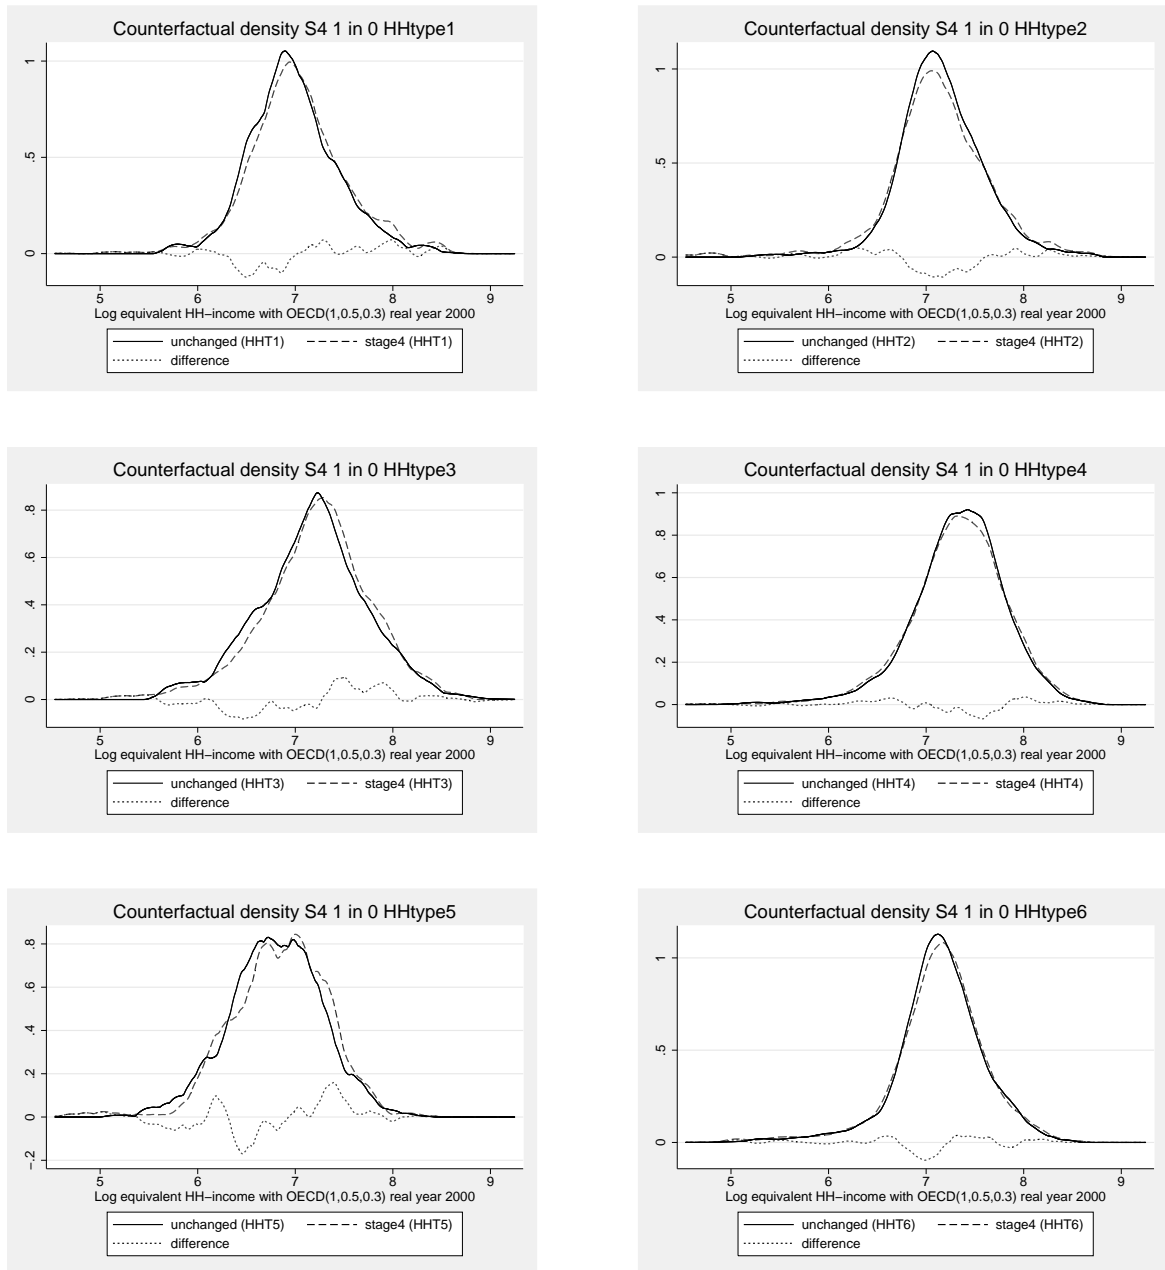 Counterfactual density S4 1 in 0 HHtype1
1
.5
0
5 6 7 8 9
Log equivalent HH−income with OECD(1,0.5,0.3) real year 2000
unchanged (HHT1) stage4 (HHT1)
difference
Counterfactual density S4 1 in 0 HHtype2
1
.5
0
5 6 7 8 9
Log equivalent HH−income with OECD(1,0.5,0.3) real year 2000
unchanged (HHT2) stage4 (HHT2)
difference
Counterfactual density S4 1 in 0 HHtype3
.8
.6
.4
.2
0
5 6 7 8 9
Log equivalent HH−income with OECD(1,0.5,0.3) real year 2000
unchanged (HHT3) stage4 (HHT3)
difference
Counterfactual density S4 1 in 0 HHtype4
1
.8
.6
.4
.2
0
5 6 7 8 9
Log equivalent HH−income with OECD(1,0.5,0.3) real year 2000
unchanged (HHT4) stage4 (HHT4)
difference
Counterfactual density S4 1 in 0 HHtype5
.8
.6
.4
.2
0
−.2
5 6 7 8 9
Log equivalent HH−income with OECD(1,0.5,0.3) real year 2000
unchanged (HHT5) stage4 (HHT5)
difference
Counterfactual density S4 1 in 0 HHtype6
1
.5
0
5 6 7 8 9
Log equivalent HH−income with OECD(1,0.5,0.3) real year 2000
unchanged (HHT6) stage4 (HHT6)
difference